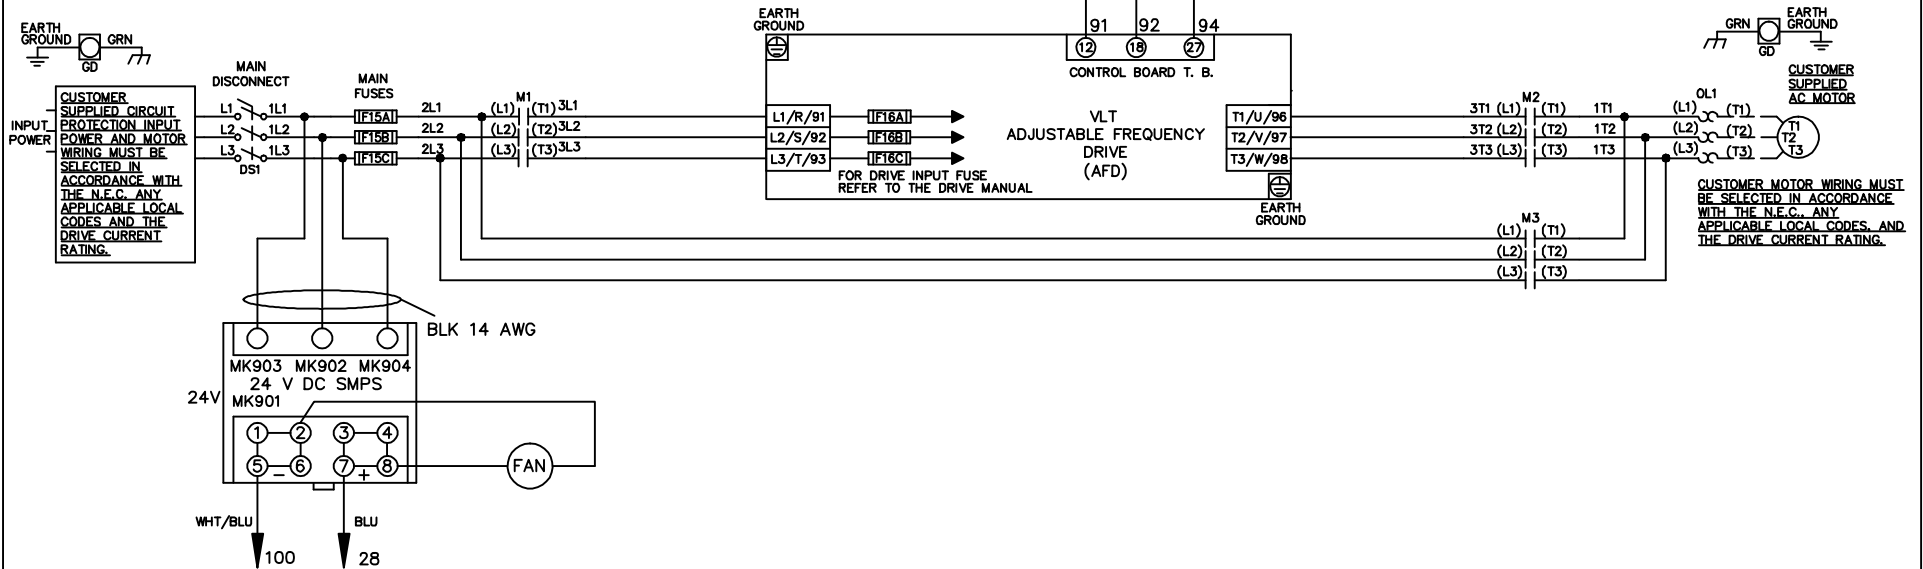 EARTH
GROUND
GRN
GD
INPUT
POWER
CUSTOMER
SUPPLIED CIRCUIT
PROTECTION INPUT
POWER AND MOTOR
WIRING MUST BE
SELECTED IN
ACCORDANCE WITH
THE N.E.C. ANY
APPLICABLE LOCAL
CODES AND THE
DRIVE CURRENT
RATING.
MAIN
DISCONNECT
L1 1L1
L2 1L2
L3 1L3
DS1
MAIN
FUSES
F15A
F15B
F15C
2L1
2L2
2L3
M1
(L1) (T1) 3L1
(L2) (T2) 3L2
(L3) (T3) 3L3
EARTH
GROUND
91 92 94
12 18 27
CONTROL BOARD T. B.
L1/R/91
L2/S/92
L3/T/93
F16A
F16B
F16C
FOR DRIVE INPUT FUSE
REFER TO THE DRIVE MANUAL
VLT
ADJUSTABLE FREQUENCY
DRIVE
(AFD)
T1/U/96
T2/V/97
T3/W/98
EARTH
GROUND
M2
3T1 (L1) (T1) 1T1
3T2 (L2) (T2) 1T2
3T3 (L3) (T3) 1T3
M3
(L1) (T1)
(L2) (T2)
(L3) (T3)
GRN
GD
EARTH
GROUND
CUSTOMER
SUPPLIED
AC MOTOR
OL1
(L1) (T1)
(L2) (T2)
(L3) (T3)
T1
T2
T3
CUSTOMER MOTOR WIRING MUST
BE SELECTED IN ACCORDANCE
WITH THE N.E.C., ANY
APPLICABLE LOCAL CODES, AND
THE DRIVE CURRENT RATING.
BLK 14 AWG
MK903 MK902 MK904
24 V DC SMPS
24V
MK901
1 2 3 4
5 - 6 7 + 8
FAN
WHT/BLU
BLU
100
28